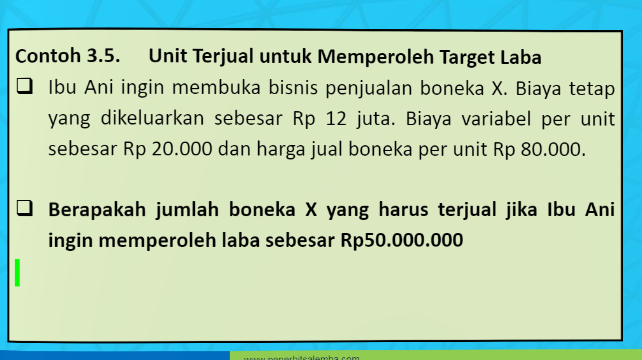 Contoh 3.5. Unit Terjual untuk Memperoleh Target Laba
❑ Ibu Ani ingin membuka bisnis penjualan boneka X. Biaya tetap
yang dikeluarkan sebesar Rp 12 juta. Biaya variabel per unit
sebesar Rp 20.000 dan harga jual boneka per unit Rp 80.000.
❑ Berapakah jumlah boneka X yang harus terjual jika Ibu Ani
ingin memperoleh laba sebesar Rp50.000.000
www.penerbitsalemba.com